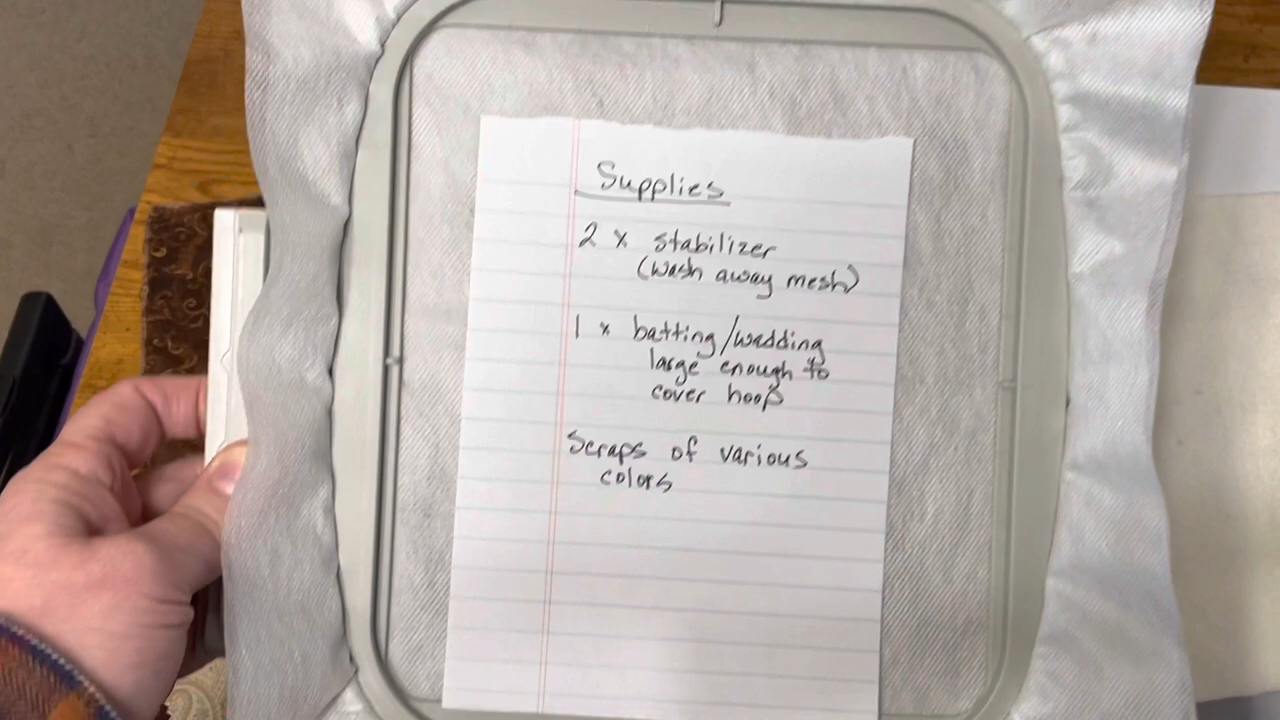 Supplies
2 x stabilizer
(wash away mesh)
1 x batting/wadding
large enough to
cover hoop
Scraps of various
colors